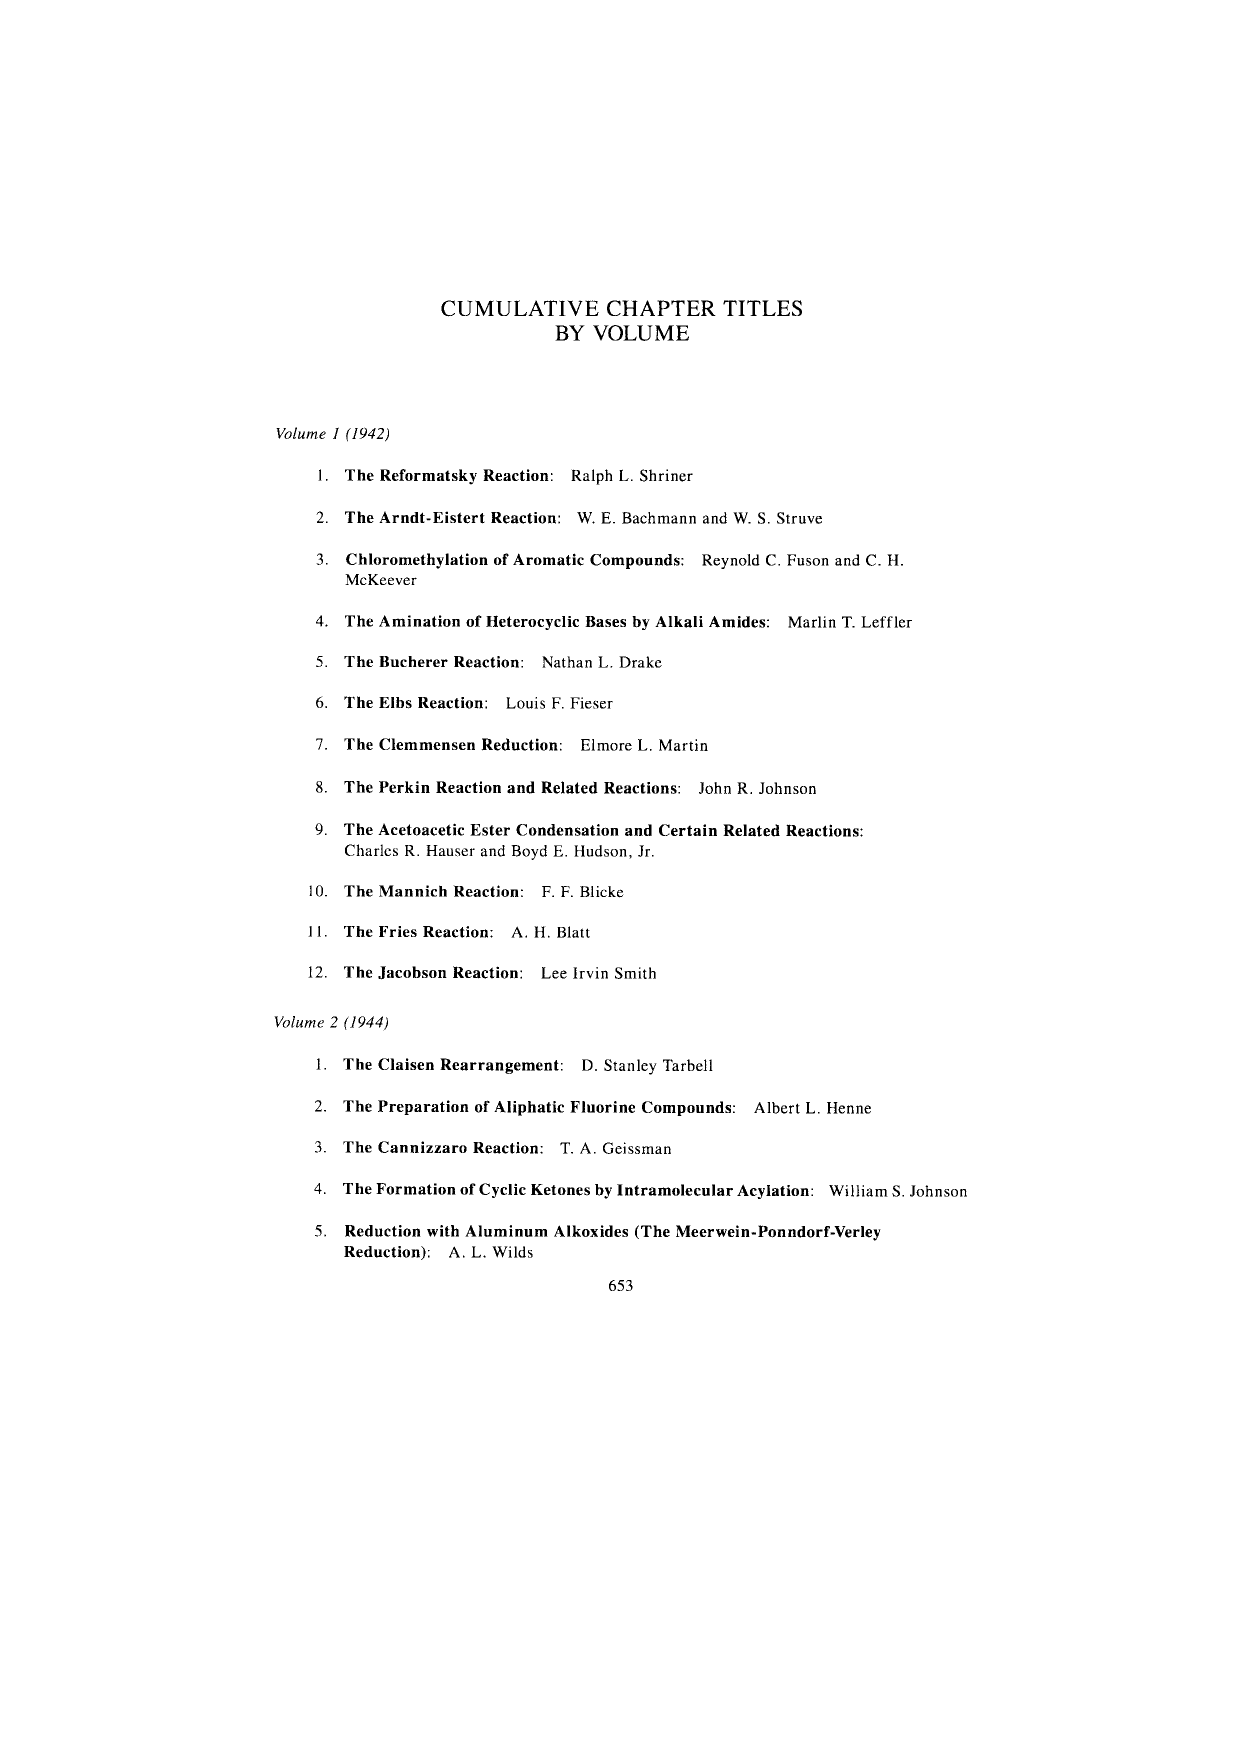 CUMULATIVE CHAPTER TITLES
BY VOLUME
Volume 1 (1942)
1. The Reformatsky Reaction: Ralph L. Shriner
2. The Arndt-Eistert Reaction: W. E. Bachmann and W. S. Struve
3. Chloromethylation of Aromatic Compounds: Reynold C. Fuson and C. H.
McKeever
4. The Amination of Heterocyclic Bases by Alkali Amides: Marlin T. Leffler
5. The Bucherer Reaction: Nathan L. Drake
6. The Elbs Reaction: Louis F. Fieser
7. The Clemmensen Reduction: Elmore L. Martin
8. The Perkin Reaction and Related Reactions: John R. Johnson
9. The Acetoacetic Ester Condensation and Certain Related Reactions:
Charles R. Hauser and Boyd E. Hudson, Jr.
10. The Mannich Reaction: F. F. Blicke
11. The Fries Reaction: A. H. Blatt
12. The Jacobson Reaction: Lee Irvin Smith
Volume 2 (1944)
1. The Claisen Rearrangement: D. Stanley Tarbell
2. The Preparation of Aliphatic Fluorine Compounds: Albert L. Henne
3. The Cannizzaro Reaction: T. A. Geissman
4. The Formation of Cyclic Ketones by Intramolecular Acylation: William S. Johnson
5. Reduction with Aluminum Alkoxides (The Meerwein-Ponndorf-Verley
Reduction): A. L. Wilds
653